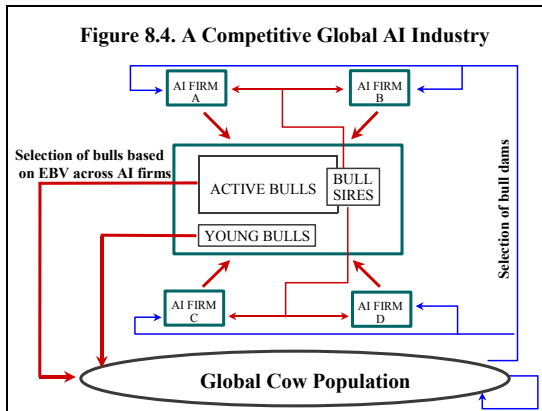 Figure 8.4. A Competitive Global AI Industry
AI FIRM
A
AI FIRM
B
Selection of bulls based
on EBV across AI firms
ACTIVE BULLS
BULL
SIRES
YOUNG BULLS
Selection of bull dams
AI FIRM
C
AI FIRM
D
Global Cow Population